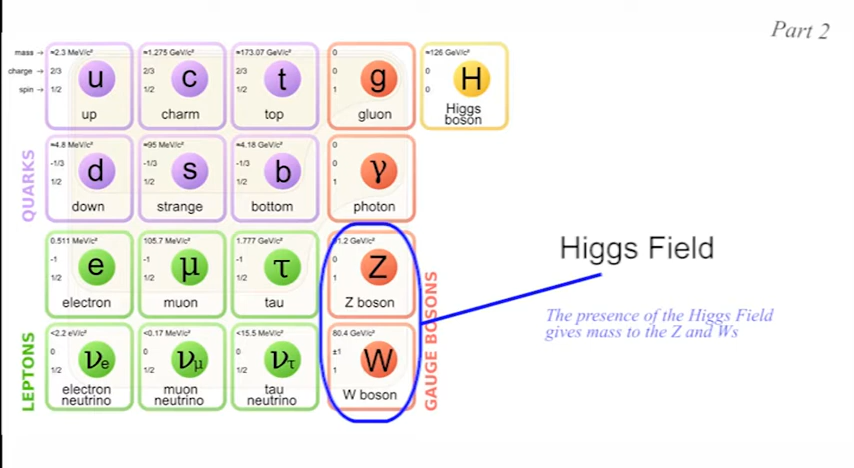 Part 2
mass → ≈2.3 MeV/c² ≈1.275 GeV/c² ≈173.07 GeV/c² 0 ≈126 GeV/c²
charge → 2/3 2/3 2/3 0 0
spin → 1/2 1/2 1/2 1 0
u c t g H
up charm top gluon Higgs
boson
QUARKS
≈4.8 MeV/c² ≈95 MeV/c² ≈4.18 GeV/c² 0
-1/3 -1/3 -1/3 0
1/2 1/2 1/2 1
d s b γ
down strange bottom photon
0.511 MeV/c² 105.7 MeV/c² 1.777 GeV/c² 1.2 GeV/c²
-1 -1 -1 0
1/2 1/2 1/2 1
e μ τ Z
electron muon tau Z boson
LEPTONS
<2.2 eV/c² <0.17 MeV/c² <15.5 MeV/c² 80.4 GeV/c²
0 0 0 ±1
1/2 1/2 1/2 1
νe νμ ντ W
electron muon tau W boson
neutrino neutrino neutrino
GAUGE BOSONS
Higgs Field
The presence of the Higgs Field
gives mass to the Z and Ws